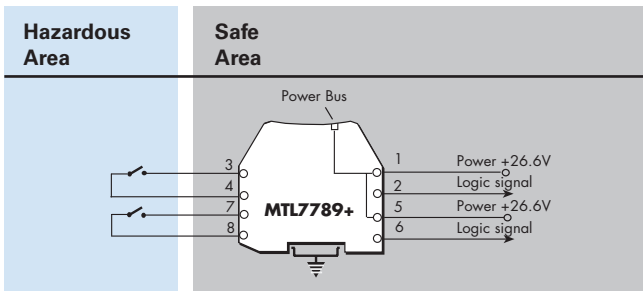 Hazardous
Area
Safe
Area
Power Bus
3
4
7
8
MTL7789+
1
2
5
6
Power +26.6V
Logic signal
Power +26.6V
Logic signal